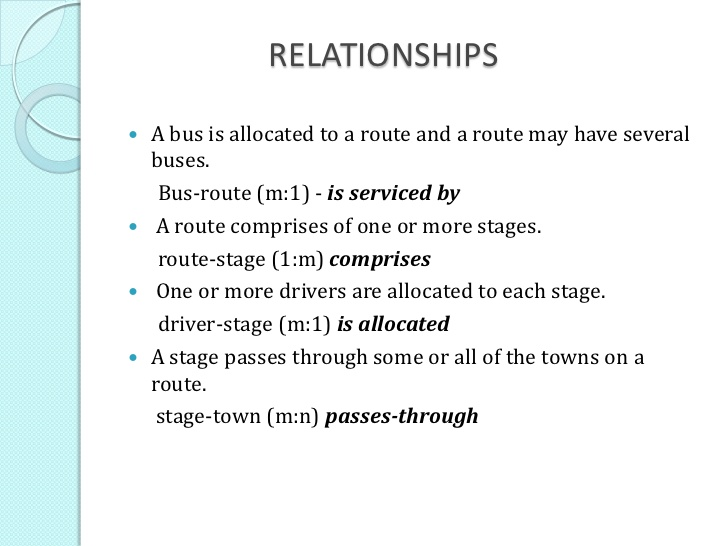 RELATIONSHIPS
A bus is allocated to a route and a route may have several
buses.
Bus-route (m:1) - is serviced by
A route comprises of one or more stages.
route-stage (1:m) comprises
One or more drivers are allocated to each stage.
driver-stage (m:1) is allocated
A stage passes through some or all of the towns on a
route.
stage-town (m:n) passes-through